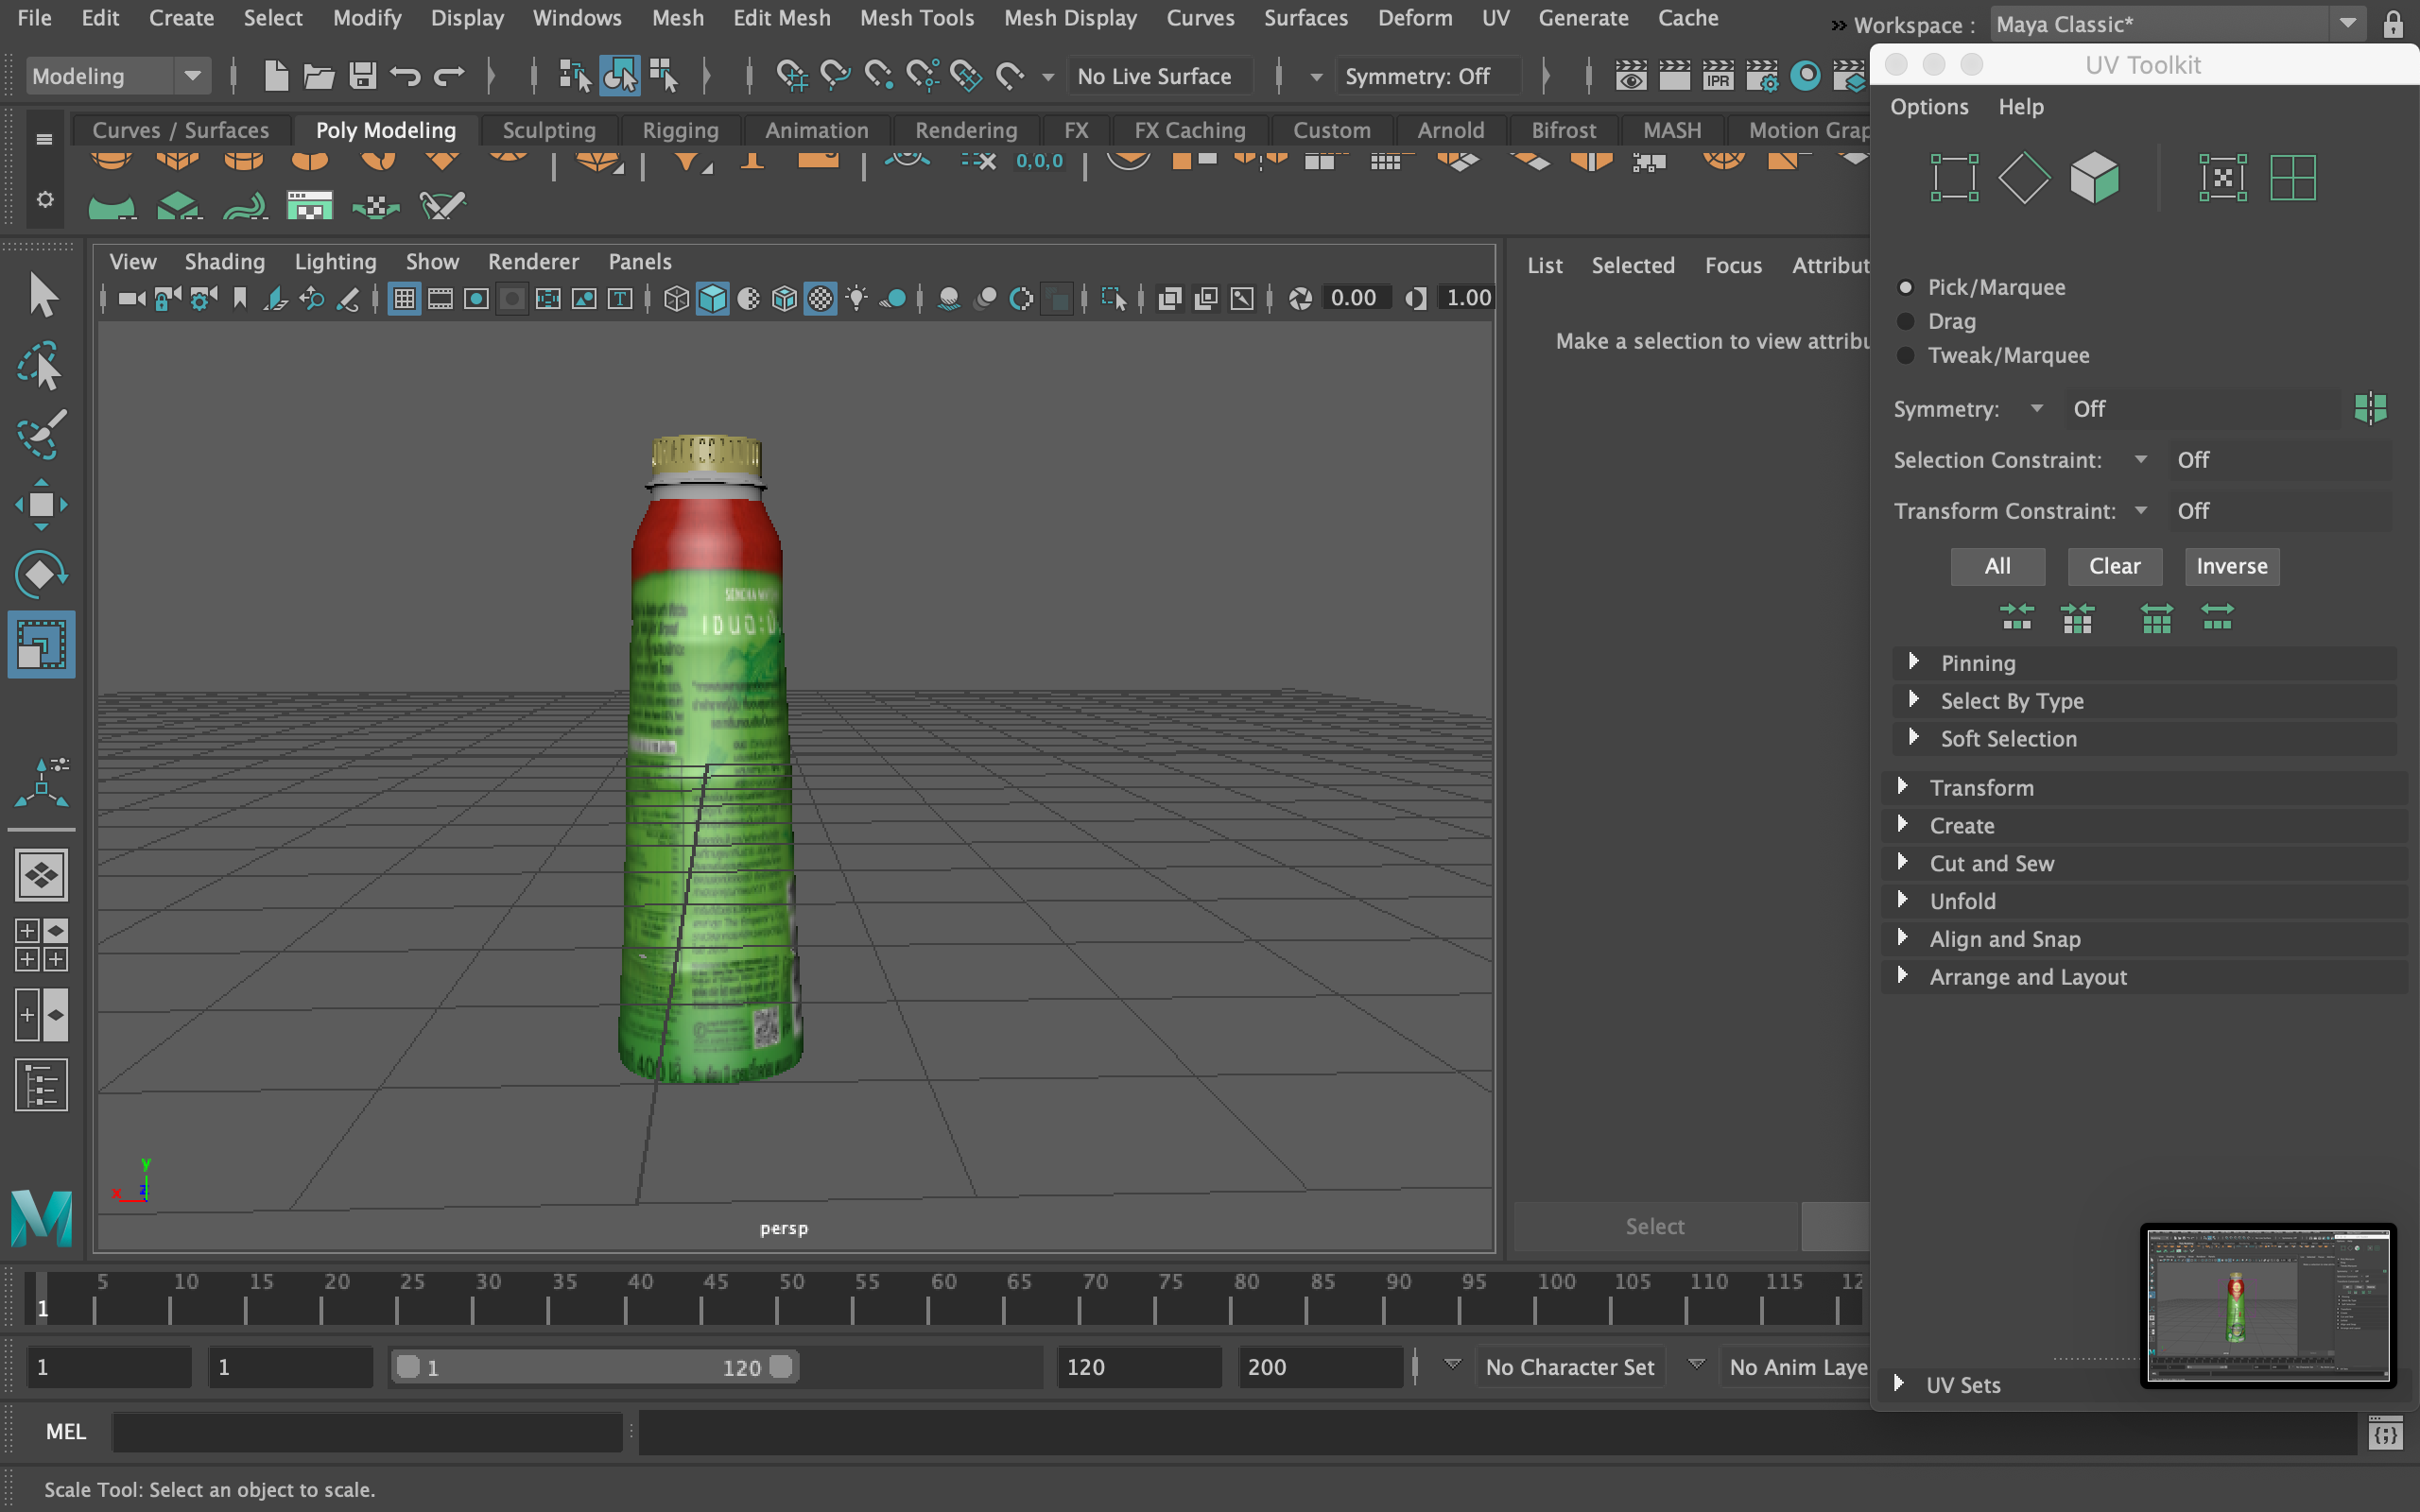 File Edit Create Select Modify Display Windows Mesh Edit Mesh Mesh Tools Mesh Display Curves Surfaces Deform UV Generate Cache
Workspace : Maya Classic*
Modeling
No Live Surface
Symmetry: Off
IPR
UV Toolkit
Options Help
Curves / Surfaces Poly Modeling Sculpting Rigging Animation Rendering FX FX Caching Custom Arnold Bifrost MASH Motion Grap
0,0,0
View Shading Lighting Show Renderer Panels
0.00 1.00
List Selected Focus Attribut
Make a selection to view attribu
Pick/Marquee
Drag
Tweak/Marquee
Symmetry: Off
Selection Constraint: Off
Transform Constraint: Off
All Clear Inverse
Pinning
Select By Type
Soft Selection
Transform
Create
Cut and Sew
Unfold
Align and Snap
Arrange and Layout
y
x z
persp
Select
5 10 15 20 25 30 35 40 45 50 55 60 65 70 75 80 85 90 95 100 105 110 115 12
1
1 1 1 120 120 200 No Character Set No Anim Laye
UV Sets
MEL
Scale Tool: Select an object to scale.